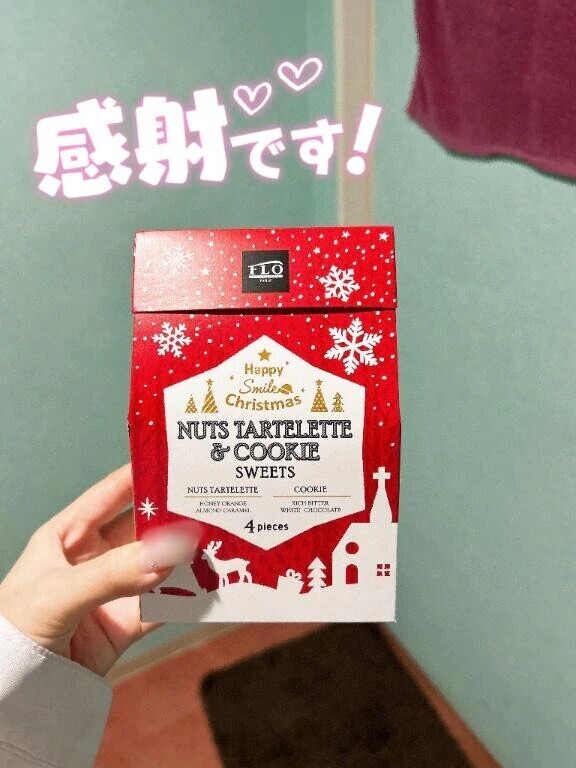 感射です!
FLO
Happy
Smile
Christmas
NUTS TARTELETTE
& COOKIE
SWEETS
NUTS TARTELETTE
HONEY ORANGE
ALMOND CARAMEL
COOKIE
RICH BITTER
WHITE CHOCOLATE
4 pieces